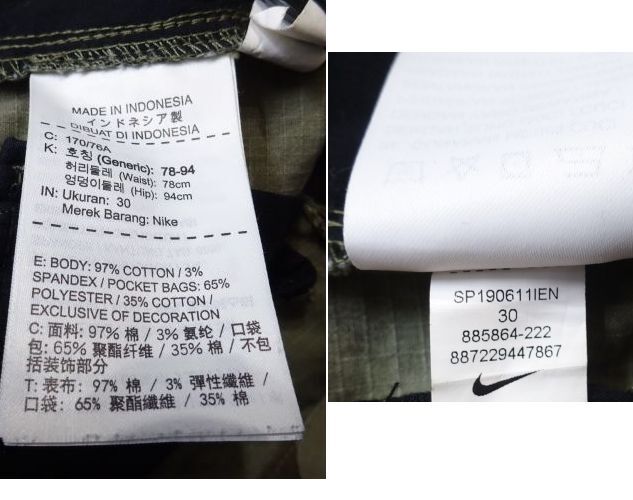 MADE IN INDONESIA
インドネシア製
DIBUAT DI INDONESIA
C: 170/76A
K: 호칭 (Generic): 78-94
허리둘레 (Waist): 78cm
엉덩이둘레 (Hip): 94cm
IN: Ukuran: 30
Merek Barang: Nike
E: BODY: 97% COTTON / 3%
SPANDEX / POCKET BAGS: 65%
POLYESTER / 35% COTTON /
EXCLUSIVE OF DECORATION
C: 面料: 97% 棉 / 3% 氨纶 / 口袋
包: 65% 聚酯纤维 / 35% 棉 / 不包
括装饰部分
T: 表布: 97% 棉 / 3% 彈性纖維 /
口袋: 65% 聚酯纖維 / 35% 棉
SP190611IEN
30
885864-222
887229447867